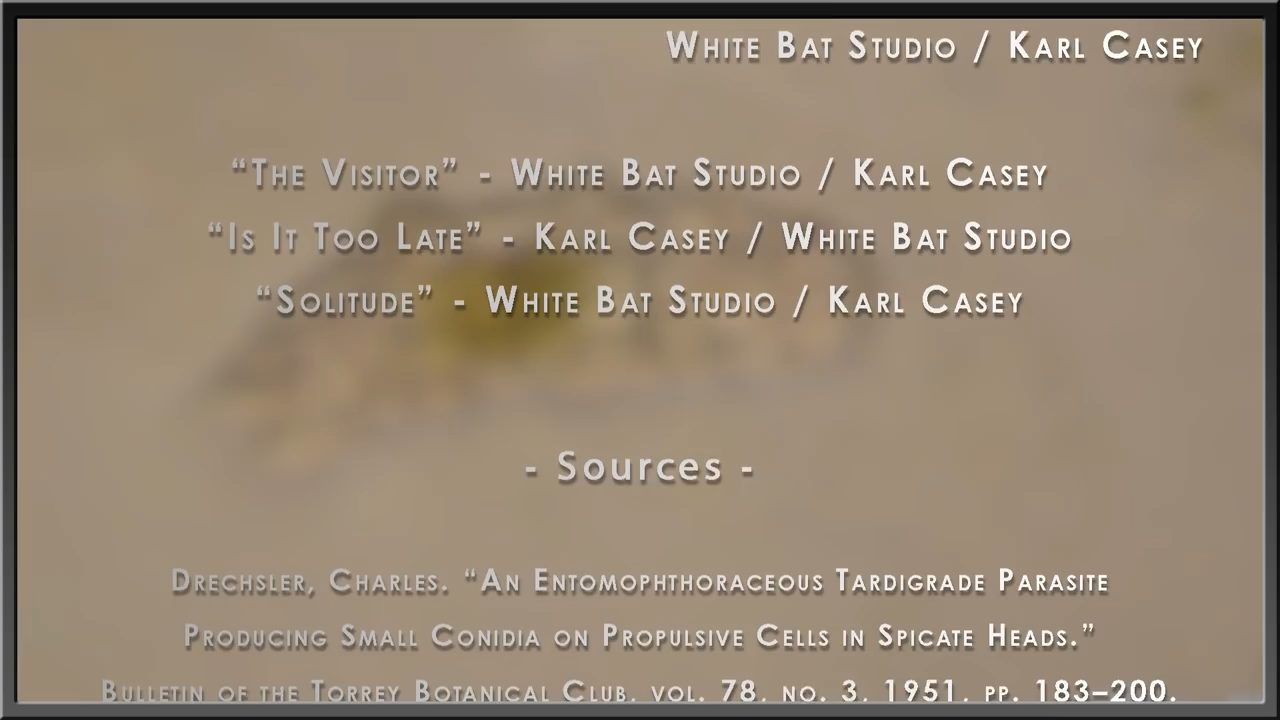 White Bat Studio / Karl Casey
“The Visitor” - White Bat Studio / Karl Casey
“Is It Too Late” - Karl Casey / White Bat Studio
“Solitude” - White Bat Studio / Karl Casey
- Sources -
Drechsler, Charles. “An Entomophthoraceous Tardigrade Parasite
Producing Small Conidia on Propulsive Cells in Spicate Heads.”
Bulletin of the Torrey Botanical Club, vol. 78, no. 3, 1951, pp. 183–200.